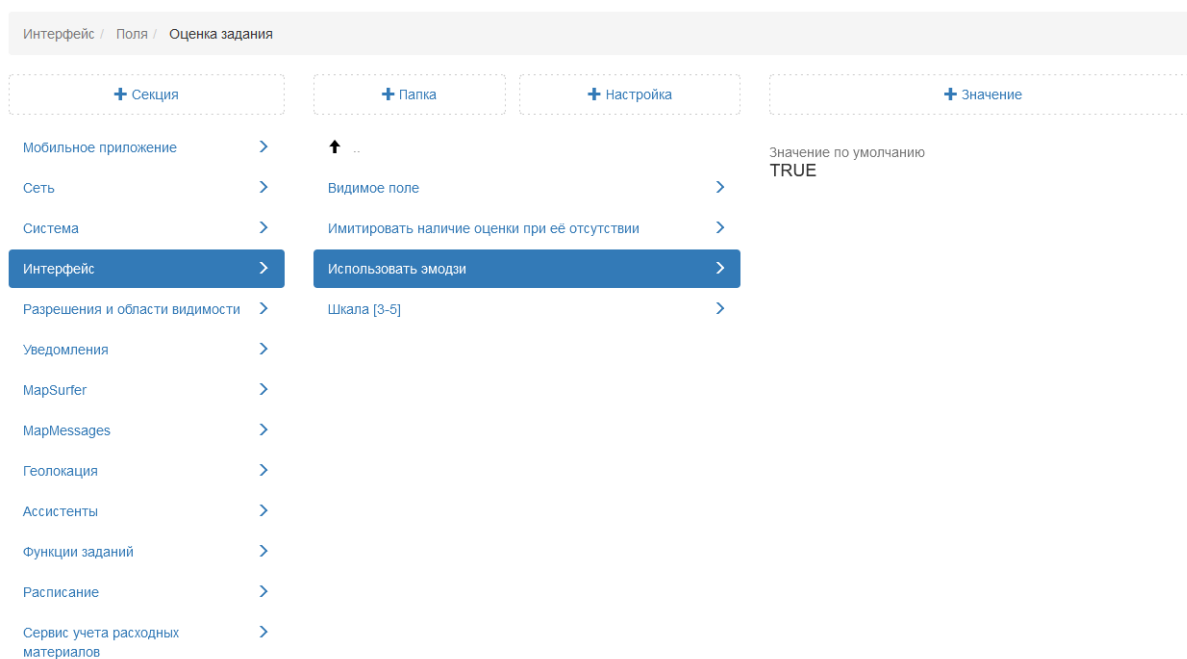 Интерфейс / Поля / Оценка задания
+ Секция
+ Папка
+ Настройка
+ Значение
Мобильное приложение
Сеть
Система
Интерфейс
Разрешения и области видимости
Уведомления
MapSurfer
MapMessages
Геолокация
Ассистенты
Функции заданий
Расписание
Сервис учета расходных
материалов
..
Видимое поле
Имитировать наличие оценки при её отсутствии
Использовать эмодзи
Шкала [3-5]
Значение по умолчанию
TRUE